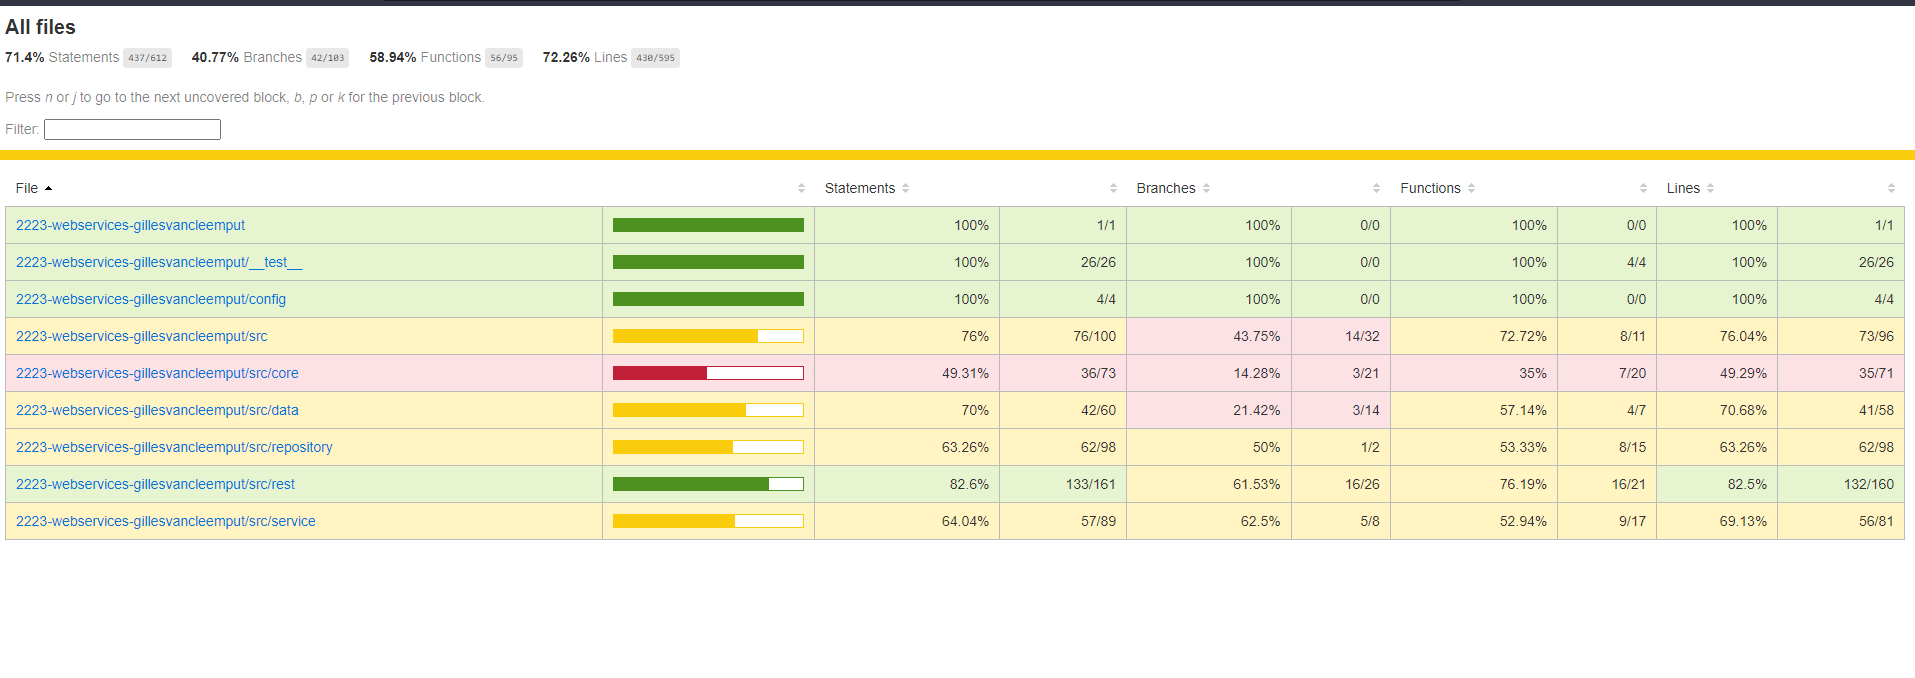 All files
71.4% Statements 437/612 40.77% Branches 42/103 58.94% Functions 56/95 72.26% Lines 430/595
Press n or j to go to the next uncovered block, b, p or k for the previous block.
Filter:
File Statements Branches Functions Lines
2223-webservices-gillesvancleemput 100% 1/1 100% 0/0 100% 0/0 100% 1/1
2223-webservices-gillesvancleemput/__test__ 100% 26/26 100% 0/0 100% 4/4 100% 26/26
2223-webservices-gillesvancleemput/config 100% 4/4 100% 0/0 100% 0/0 100% 4/4
2223-webservices-gillesvancleemput/src 76% 76/100 43.75% 14/32 72.72% 8/11 76.04% 73/96
2223-webservices-gillesvancleemput/src/core 49.31% 36/73 14.28% 3/21 35% 7/20 49.29% 35/71
2223-webservices-gillesvancleemput/src/data 70% 42/60 21.42% 3/14 57.14% 4/7 70.68% 41/58
2223-webservices-gillesvancleemput/src/repository 63.26% 62/98 50% 1/2 53.33% 8/15 63.26% 62/98
2223-webservices-gillesvancleemput/src/rest 82.6% 133/161 61.53% 16/26 76.19% 16/21 82.5% 132/160
2223-webservices-gillesvancleemput/src/service 64.04% 57/89 62.5% 5/8 52.94% 9/17 69.13% 56/81